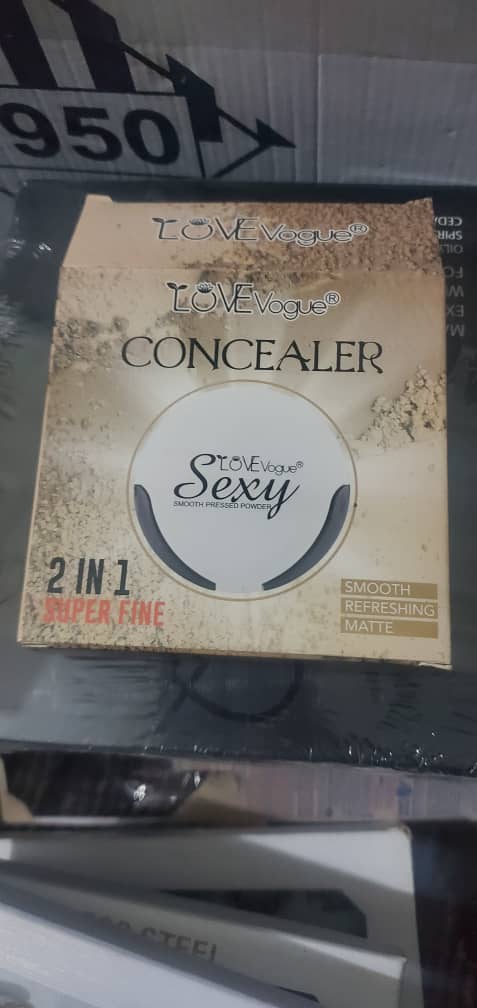 950
LOVE Vogue®
LOVE Vogue®
CONCEALER
LOVE Vogue®
Sexy
SMOOTH PRESSED POWDER
2 IN 1
SUPER FINE
SMOOTH
REFRESHING
MATTE